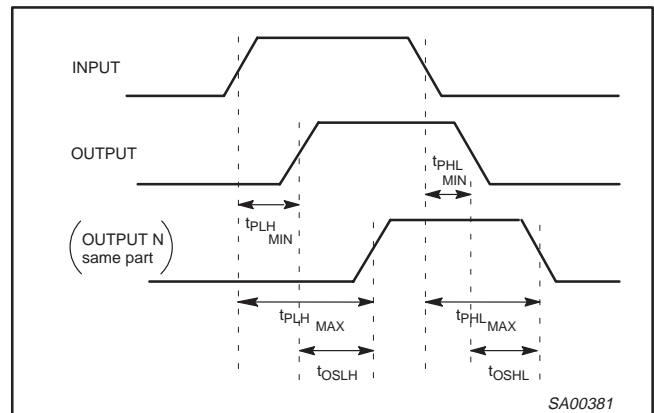 INPUT
OUTPUT
tPHL MIN
tPLH MIN
(OUTPUT N
same part)
tPLH MAX
tPHL MAX
tOSLH
tOSHL
SA00381